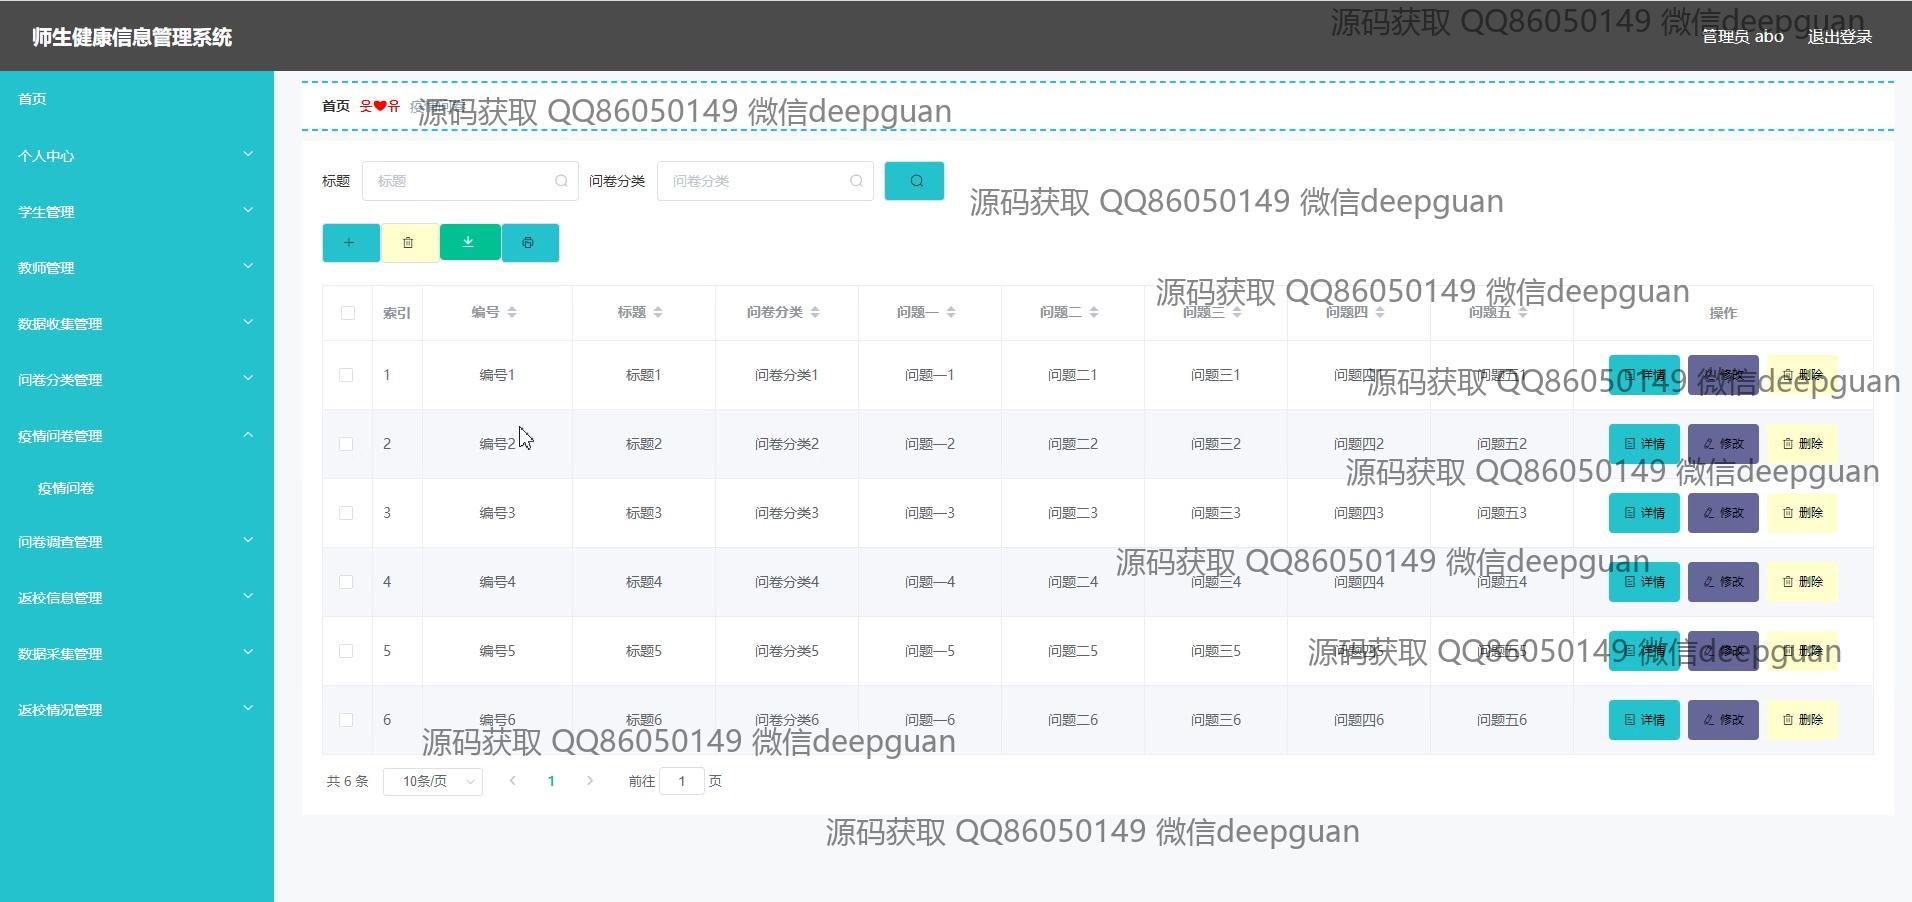 师生健康信息管理系统
源码获取 QQ86050149 微信deepguan
管理员 abo 退出登录
首页
个人中心
学生管理
教师管理
数据收集管理
问卷分类管理
疫情问卷管理
疫情问卷
问卷调查管理
返校信息管理
数据采集管理
返校情况管理
首页 웃❤유 疫情问卷
源码获取 QQ86050149 微信deepguan
标题 标题 问卷分类 问卷分类
源码获取 QQ86050149 微信deepguan
源码获取 QQ86050149 微信deepguan
索引 编号 标题 问卷分类 问题一 问题二 问题三 问题四 问题五 操作
1 编号1 标题1 问卷分类1 问题一1 问题二1 问题三1 问题四1 问题五1 详情 修改 删除
源码获取 QQ86050149 微信deepguan
2 编号2 标题2 问卷分类2 问题一2 问题二2 问题三2 问题四2 问题五2 详情 修改 删除
源码获取 QQ86050149 微信deepguan
3 编号3 标题3 问卷分类3 问题一3 问题二3 问题三3 问题四3 问题五3 详情 修改 删除
源码获取 QQ86050149 微信deepguan
4 编号4 标题4 问卷分类4 问题一4 问题二4 问题三4 问题四4 问题五4 详情 修改 删除
5 编号5 标题5 问卷分类5 问题一5 问题二5 问题三5 问题四5 问题五5 详情 修改 删除
源码获取 QQ86050149 微信deepguan
6 编号6 标题6 问卷分类6 问题一6 问题二6 问题三6 问题四6 问题五6 详情 修改 删除
源码获取 QQ86050149 微信deepguan
共 6 条 10条/页 1 前往 1 页
源码获取 QQ86050149 微信deepguan